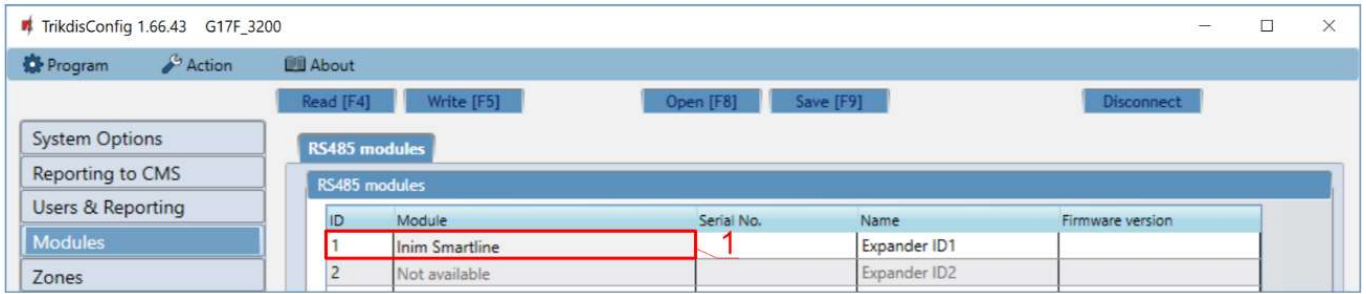 TrikdisConfig 1.66.43 G17F_3200
Program Action About
Read [F4] Write [F5] Open [F8] Save [F9] Disconnect
System Options
Reporting to CMS
Users & Reporting
Modules
Zones
RS485 modules
RS485 modules
ID Module Serial No. Name Firmware version
1 Inim Smartline 1 Expander ID1
2 Not available Expander ID2